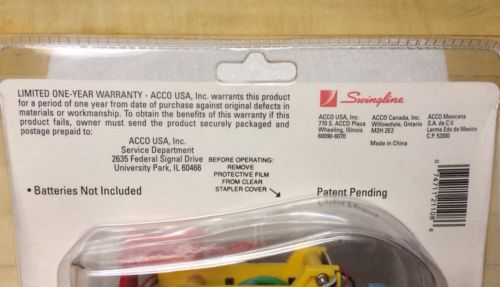 LIMITED ONE-YEAR WARRANTY - ACCO USA, Inc. warrants this product
for a period of one year from date of purchase against original defects in
materials or workmanship. To obtain the benefits of this warranty if this
product fails, owner must send the product securely packaged and
postage prepaid to:
ACCO USA, Inc.
Service Department
2635 Federal Signal Drive
University Park, IL 60466
• Batteries Not Included
BEFORE OPERATING:
REMOVE
PROTECTIVE FILM
FROM CLEAR
STAPLER COVER
Swingline
ACCO USA, Inc.
770 S. ACCO Plaza
Wheeling, Illinois
60090-6070
ACCO Canada, Inc.
Willowdale, Ontario
M2H 2E2
Made in China
ACCO Mexicana
S.A. de C.V.
Lerma Edo de Mexico
C.P. 52000
Patent Pending